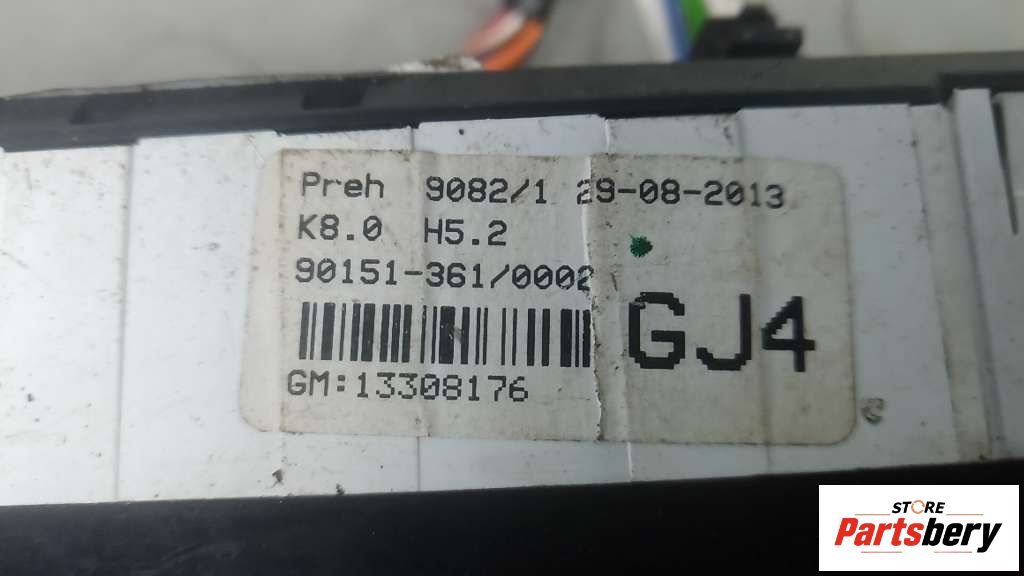 Preh 9082/1 29-08-2013
K8.0 H5.2
90151-361/0002
GJ4
GM:13308176
STORE
Partsbery